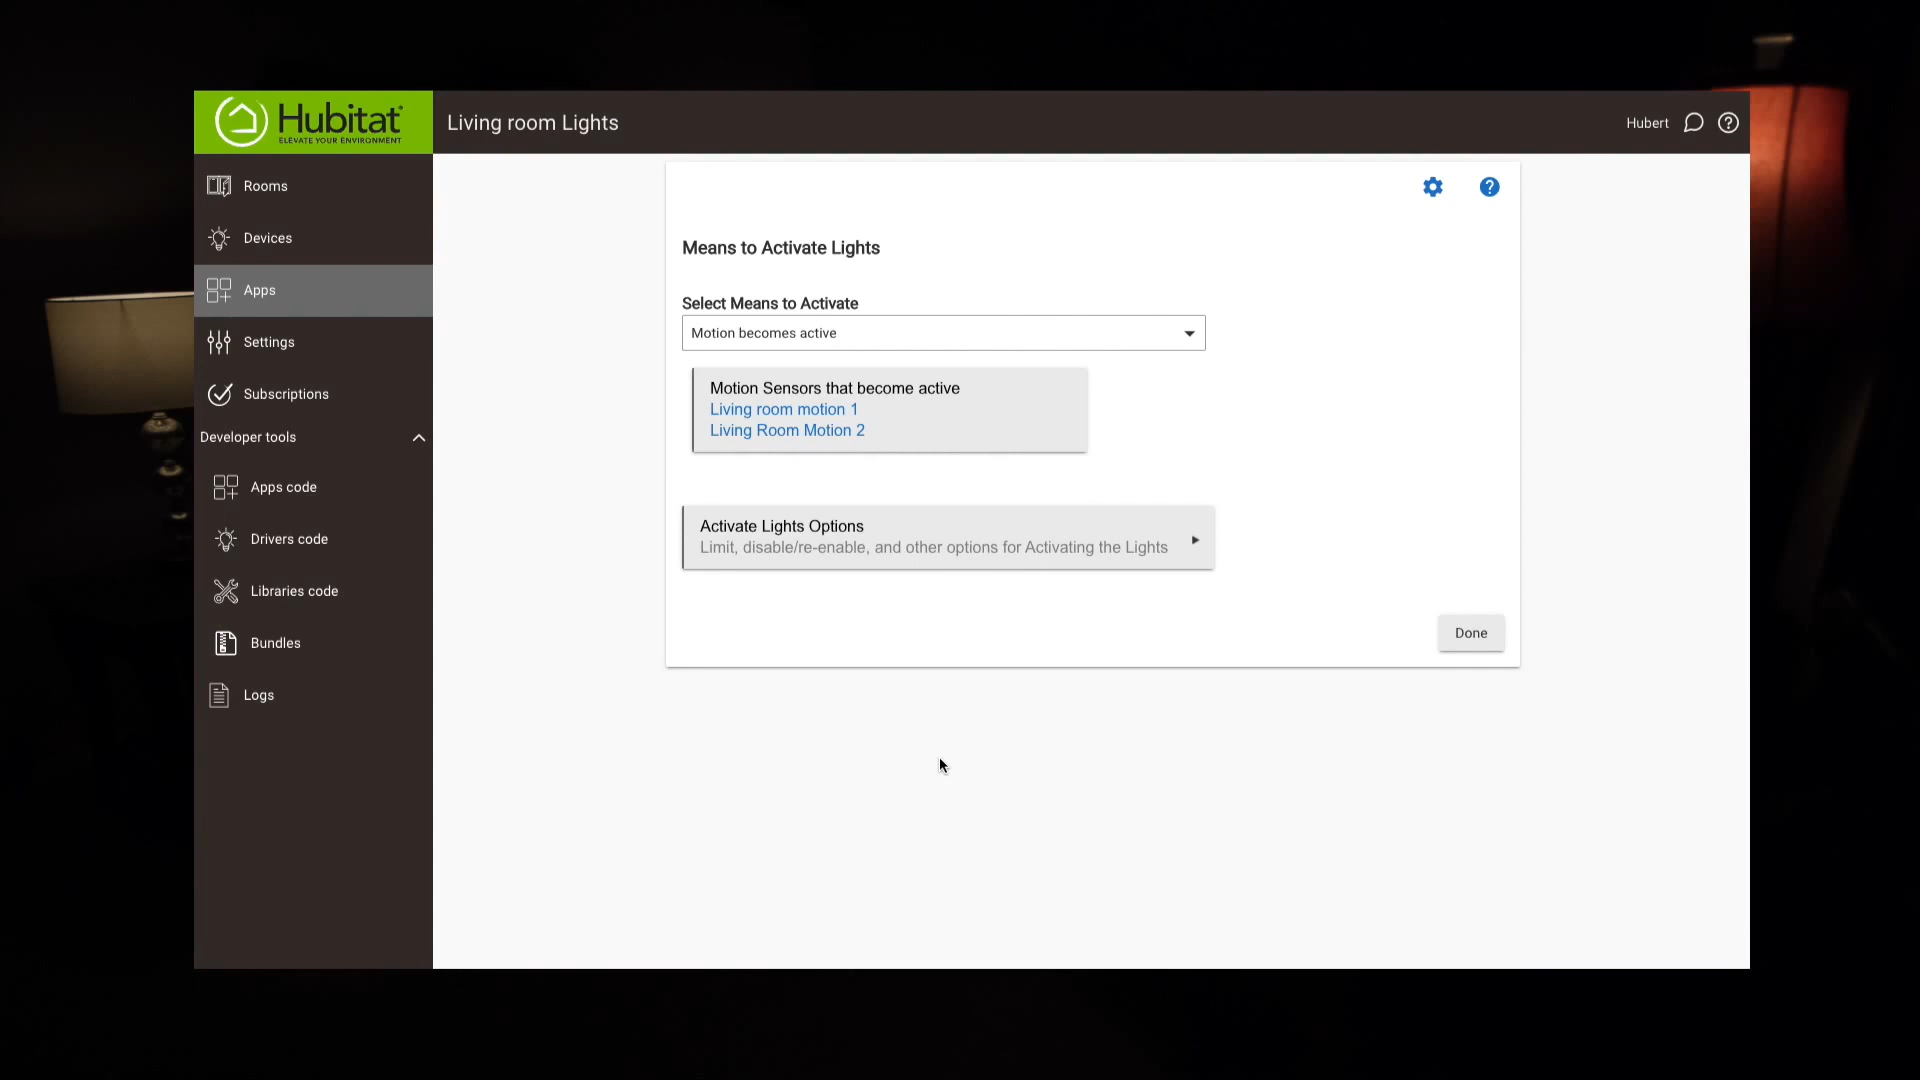 Hubitat
ELEVATE YOUR ENVIRONMENT
Living room Lights
Hubert
Rooms
Devices
Apps
Settings
Subscriptions
Developer tools
Apps code
Drivers code
Libraries code
Bundles
Logs
Means to Activate Lights
Select Means to Activate
Motion becomes active
Motion Sensors that become active
Living room motion 1
Living Room Motion 2
Activate Lights Options
Limit, disable/re-enable, and other options for Activating the Lights
Done